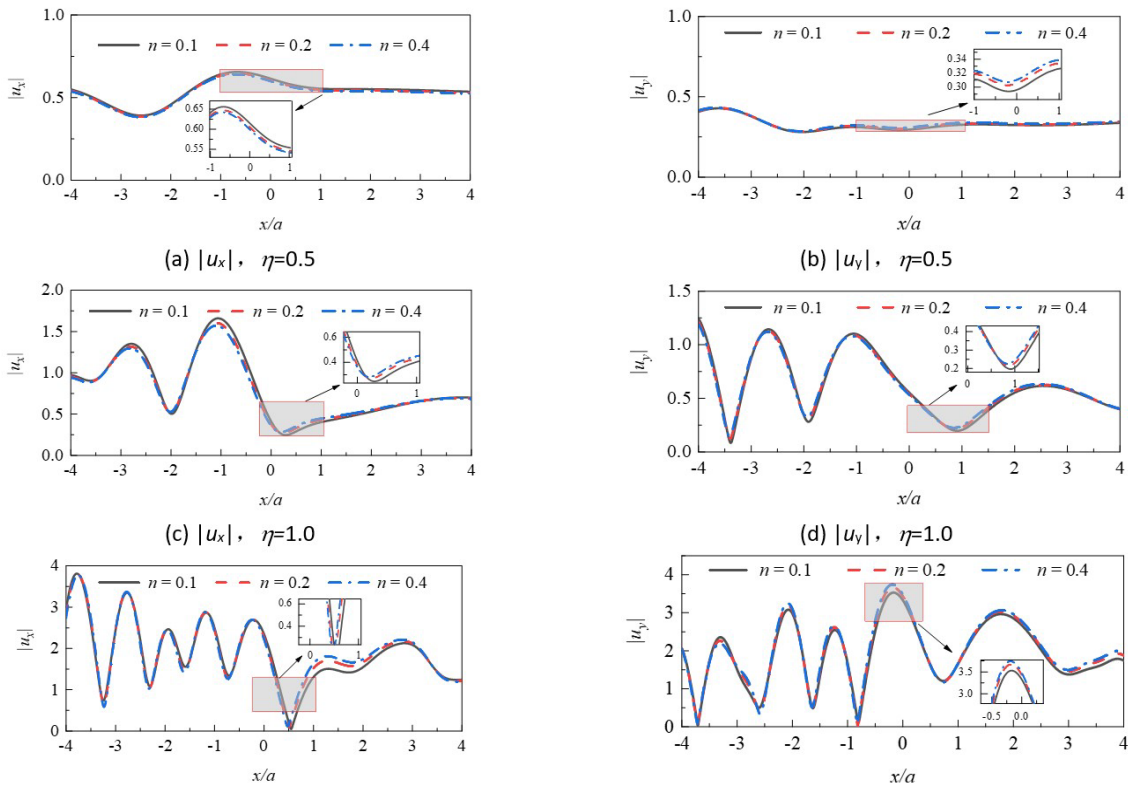 1.0
n = 0.1 n = 0.2 n = 0.4
|uₓ|
0.5
0.65
0.60
0.55
-1 0 1
0.0
-4 -3 -2 -1 0 1 2 3 4
x/a
(a) |uₓ|, η=0.5
1.0
n = 0.1 n = 0.2 n = 0.4
|u_y|
0.5
0.34
0.32
0.30
-1 0 1
0.0
-4 -3 -2 -1 0 1 2 3 4
x/a
(b) |u_y|, η=0.5
2.0
n = 0.1 n = 0.2 n = 0.4
1.5
|uₓ|
1.0
0.6
0.4
0 1
0.5
0.0
-4 -3 -2 -1 0 1 2 3 4
x/a
(c) |uₓ|, η=1.0
1.5
n = 0.1 n = 0.2 n = 0.4
1.0
|u_y|
0.4
0.3
0.2
0 1
0.5
0.0
-4 -3 -2 -1 0 1 2 3 4
x/a
(d) |u_y|, η=1.0
4
n = 0.1 n = 0.2 n = 0.4
3
|uₓ|
0.6
0.4
0 1
2
1
0
-4 -3 -2 -1 0 1 2 3 4
x/a
4
n = 0.1 n = 0.2 n = 0.4
3
|u_y|
2
3.5
3.0
-0.5 0.0
1
0
-4 -3 -2 -1 0 1 2 3 4
x/a